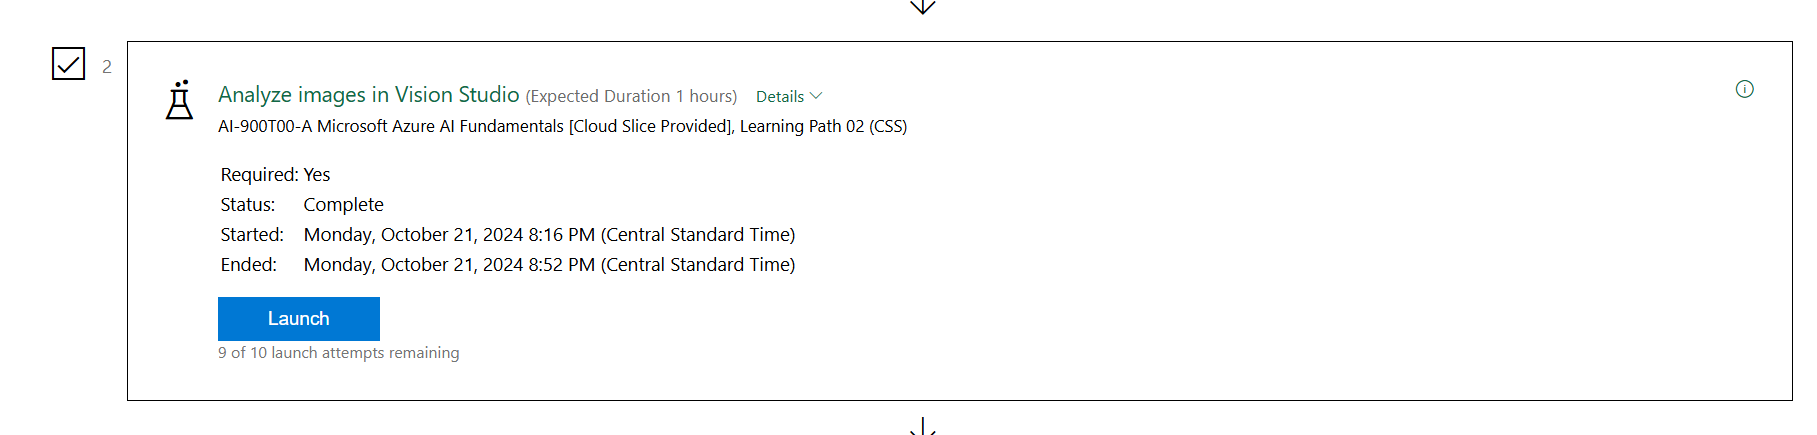 2
Analyze images in Vision Studio (Expected Duration 1 hours) Details
AI-900T00-A Microsoft Azure AI Fundamentals [Cloud Slice Provided], Learning Path 02 (CSS)
Required: Yes
Status: Complete
Started: Monday, October 21, 2024 8:16 PM (Central Standard Time)
Ended: Monday, October 21, 2024 8:52 PM (Central Standard Time)
Launch
9 of 10 launch attempts remaining